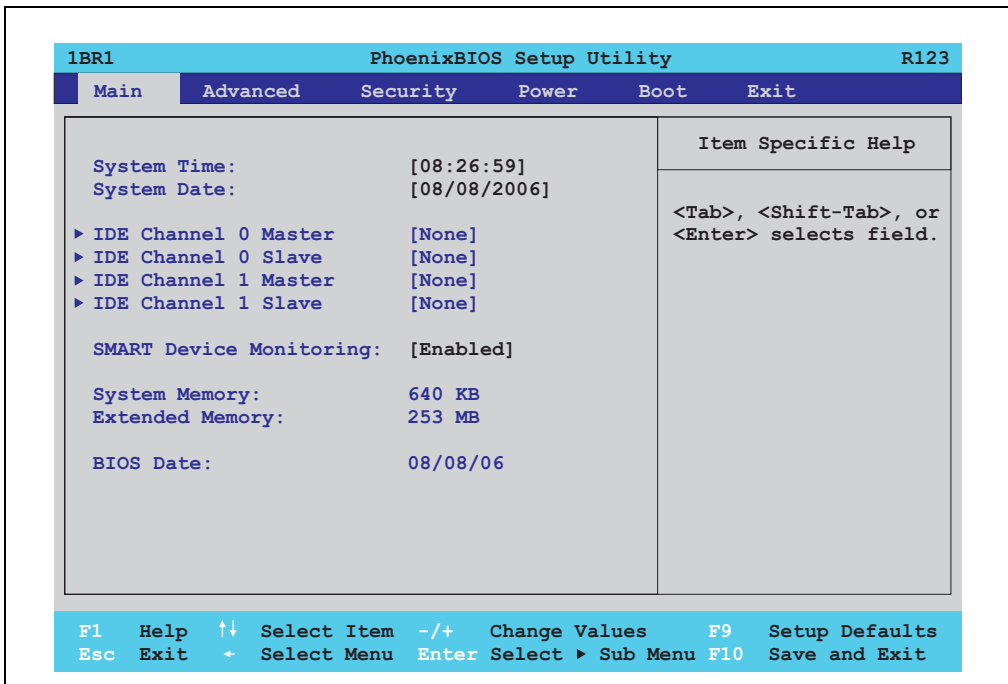 1BR1 PhoenixBIOS Setup Utility R123
Main Advanced Security Power Boot Exit
Item Specific Help
System Time: [08:26:59]
System Date: [08/08/2006]
<Tab>, <Shift-Tab>, or
<Enter> selects field.
▶ IDE Channel 0 Master [None]
▶ IDE Channel 0 Slave [None]
▶ IDE Channel 1 Master [None]
▶ IDE Channel 1 Slave [None]
SMART Device Monitoring: [Enabled]
System Memory: 640 KB
Extended Memory: 253 MB
BIOS Date: 08/08/06
F1 Help ↑↓ Select Item -/+ Change Values F9 Setup Defaults
Esc Exit ← Select Menu Enter Select ▶ Sub Menu F10 Save and Exit